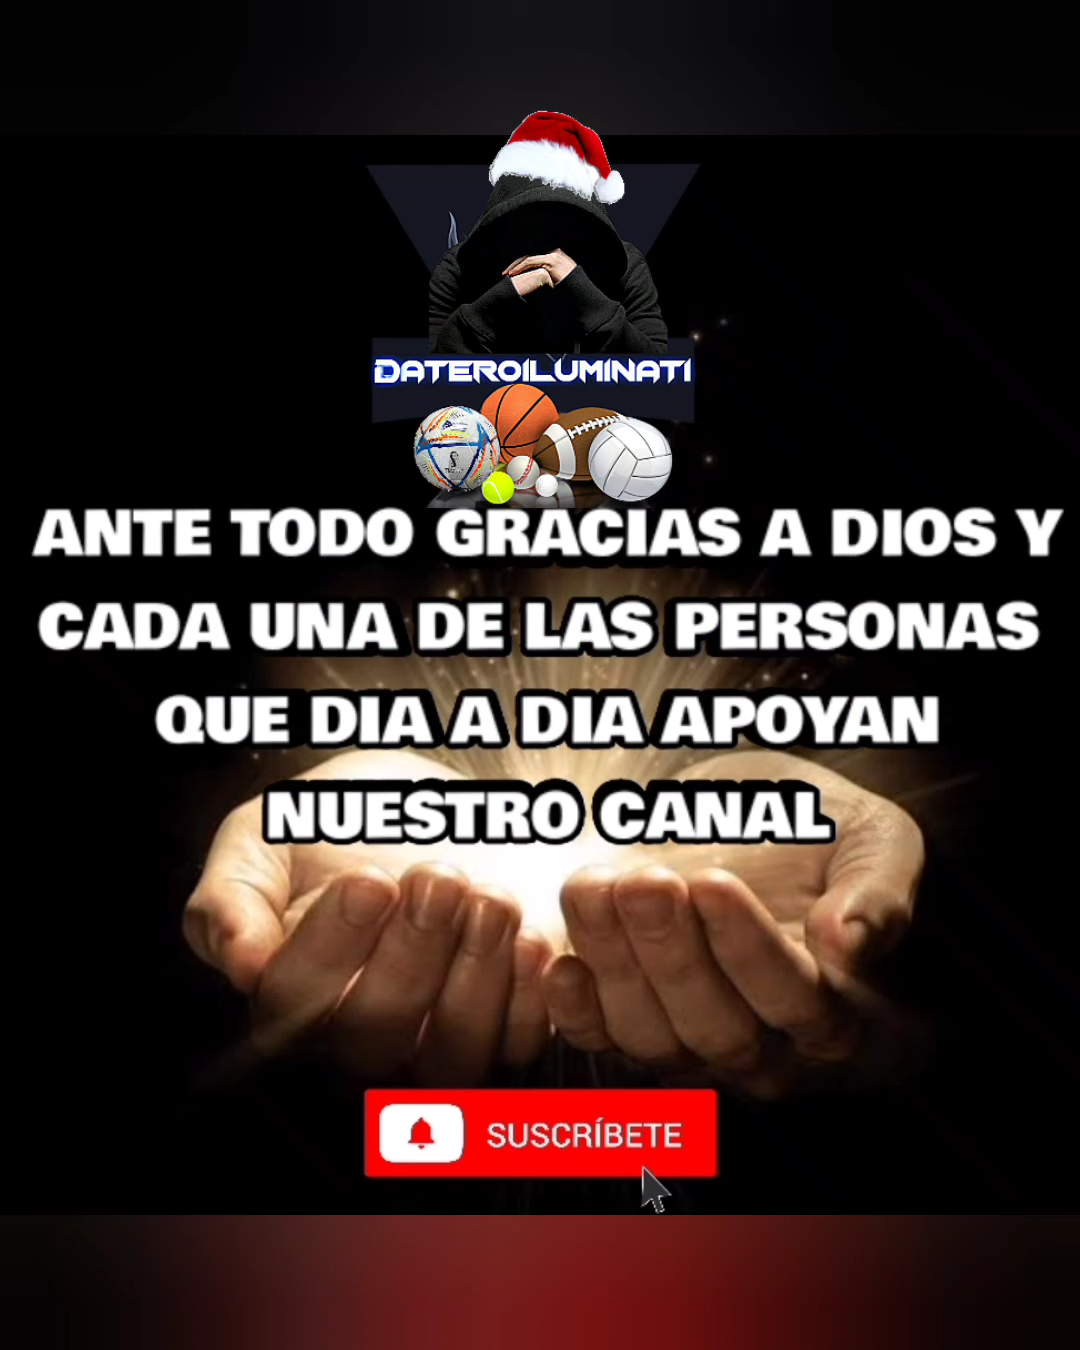 DATEROILUMINATI
ANTE TODO GRACIAS A DIOS Y
CADA UNA DE LAS PERSONAS
QUE DIA A DIA APOYAN
NUESTRO CANAL
SUSCRÍBETE